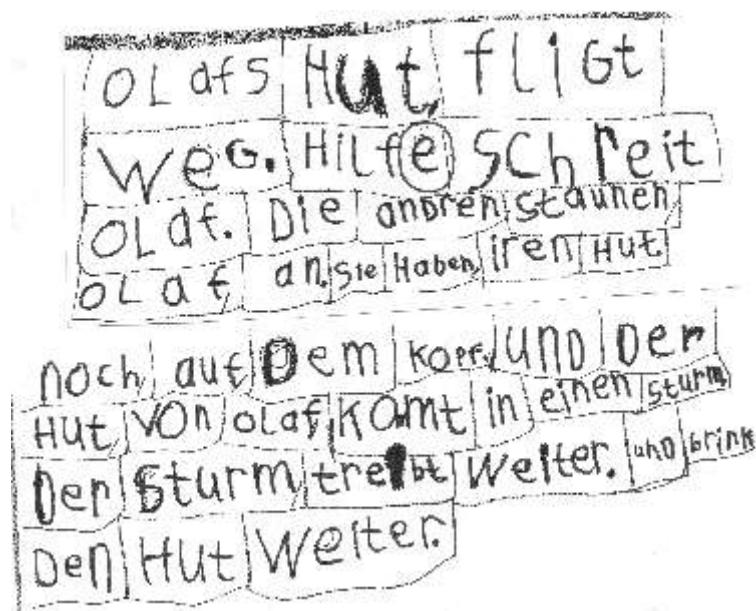 OLafS Hut fLiGt
WeG. HiLfe SCHreit
OLaf. Die anDren staunen
OLaf an. Sie Haben iren Hut
noch auf Dem Kopf. unD Der
Hut von oLaf Komt in einen Sturm.
Der Sturm treibt Weiter. unD brinkt
Den Hut Weiter.